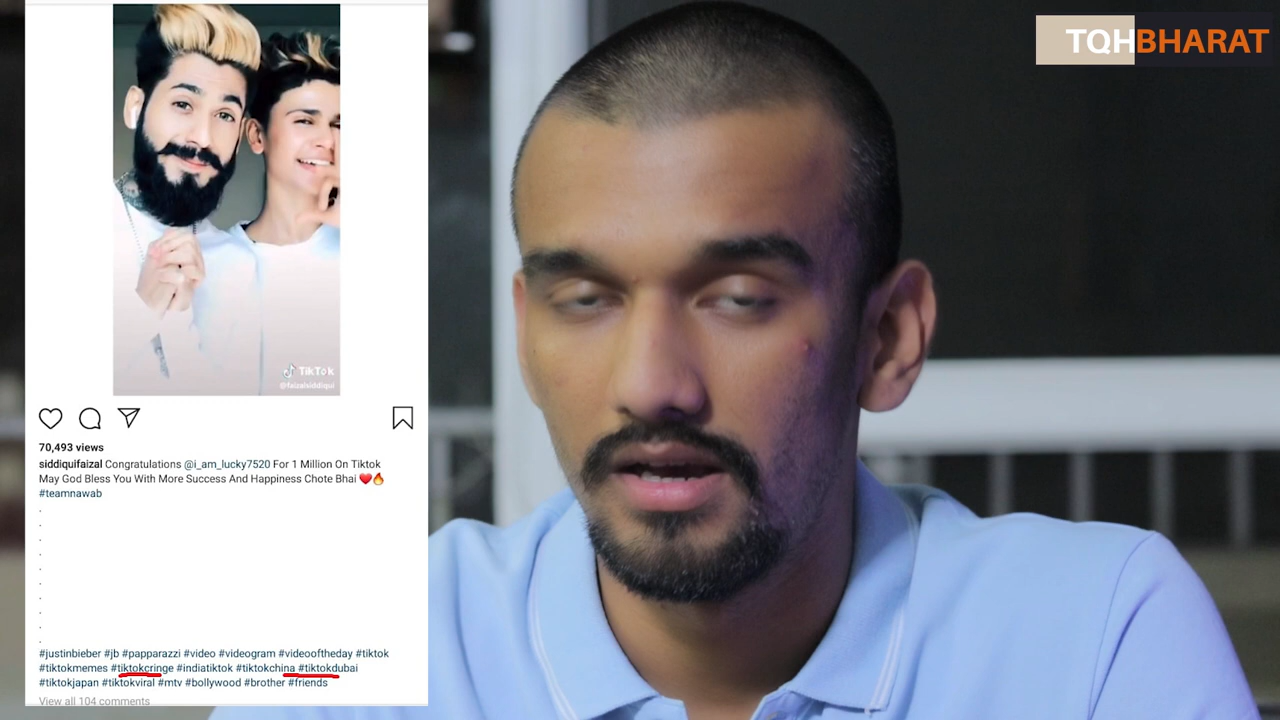 TQHBHARAT
TikTok
@faizalsiddiqui
70,493 views
siddiquifaizal Congratulations @i_am_lucky7520 For 1 Million On Tiktok
May God Bless You With More Success And Happiness Chote Bhai ❤️🔥
#teamnawab
.
.
.
.
.
.
.
.
.
.
#justinbieber #jb #papparazzi #video #videogram #videooftheday #tiktok
#tiktokmemes #tiktokcringe #indiatiktok #tiktokchina #tiktokdubai
#tiktokjapan #tiktokviral #mtv #bollywood #brother #friends
View all 104 comments